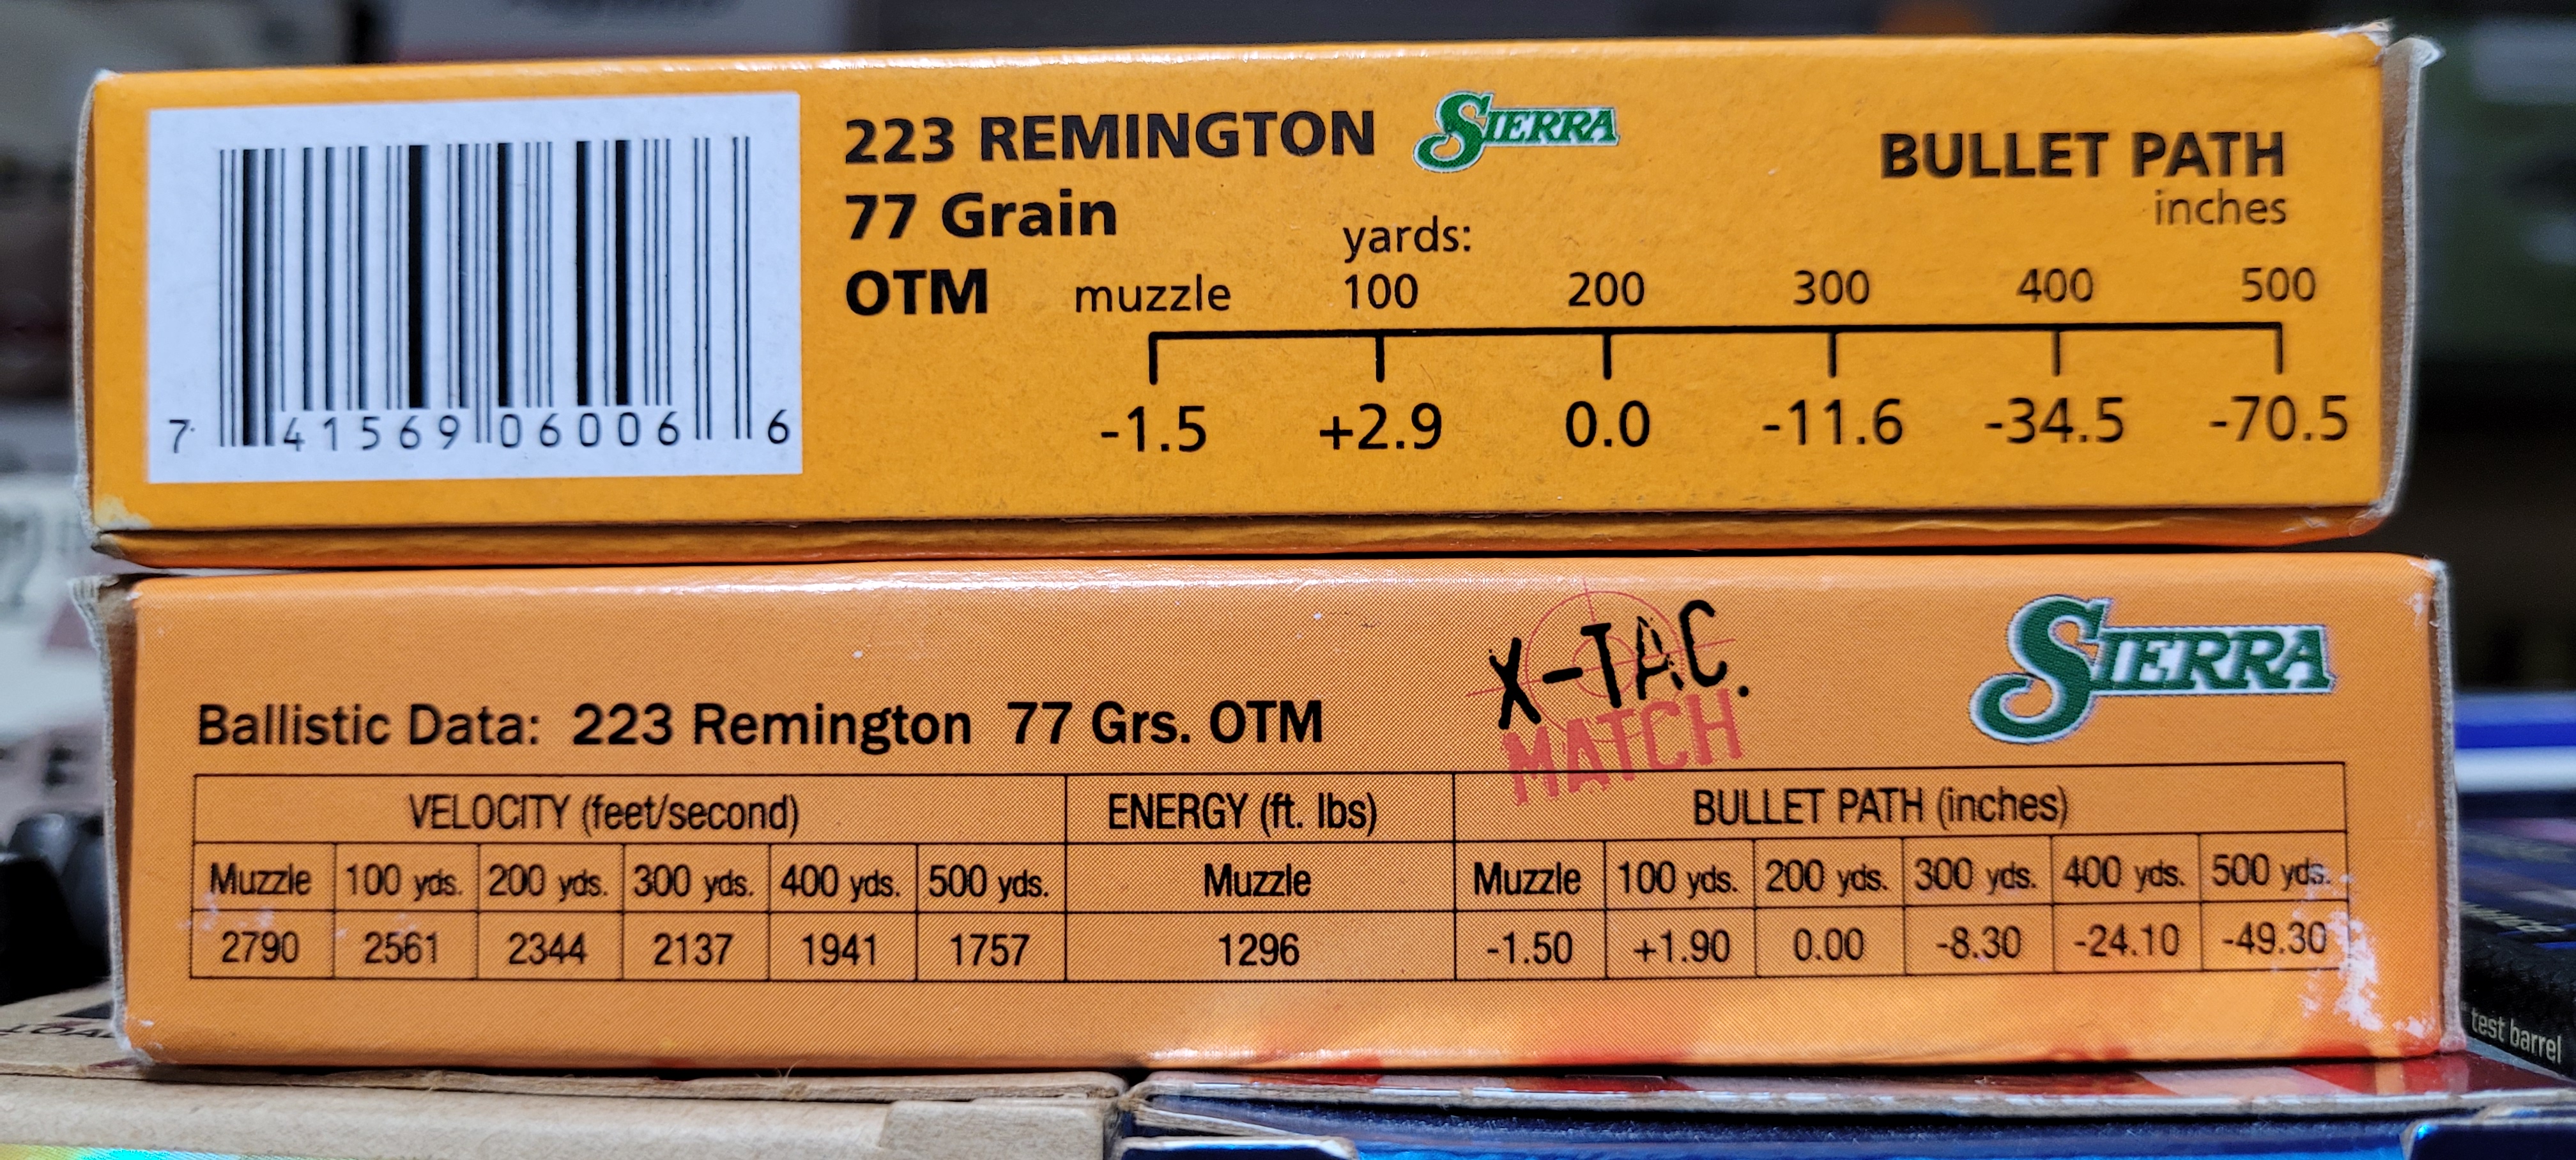 223 REMINGTON SIERRA
77 Grain
OTM
BULLET PATH
inches
yards:
muzzle 100 200 300 400 500
-1.5 +2.9 0.0 -11.6 -34.5 -70.5
7 41569 06006 6
X-TAC
MATCH
SIERRA
Ballistic Data: 223 Remington 77 Grs. OTM
VELOCITY (feet/second) ENERGY (ft. lbs) BULLET PATH (inches)
Muzzle 100 yds. 200 yds. 300 yds. 400 yds. 500 yds. Muzzle Muzzle 100 yds. 200 yds. 300 yds. 400 yds. 500 yds.
2790 2561 2344 2137 1941 1757 1296 -1.50 +1.90 0.00 -8.30 -24.10 -49.30
test barrel